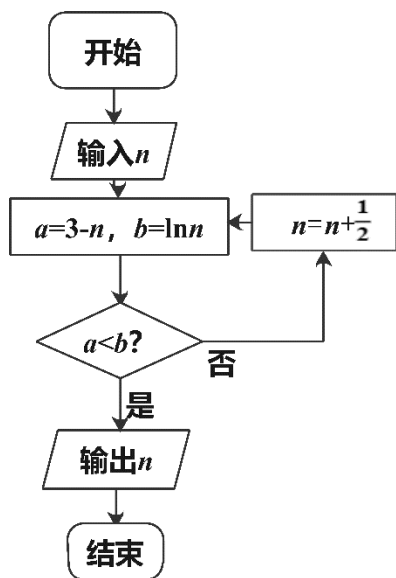 开始
输入n
a=3-n，b=lnn
n=n+1/2
a<b?
否
是
输出n
结束